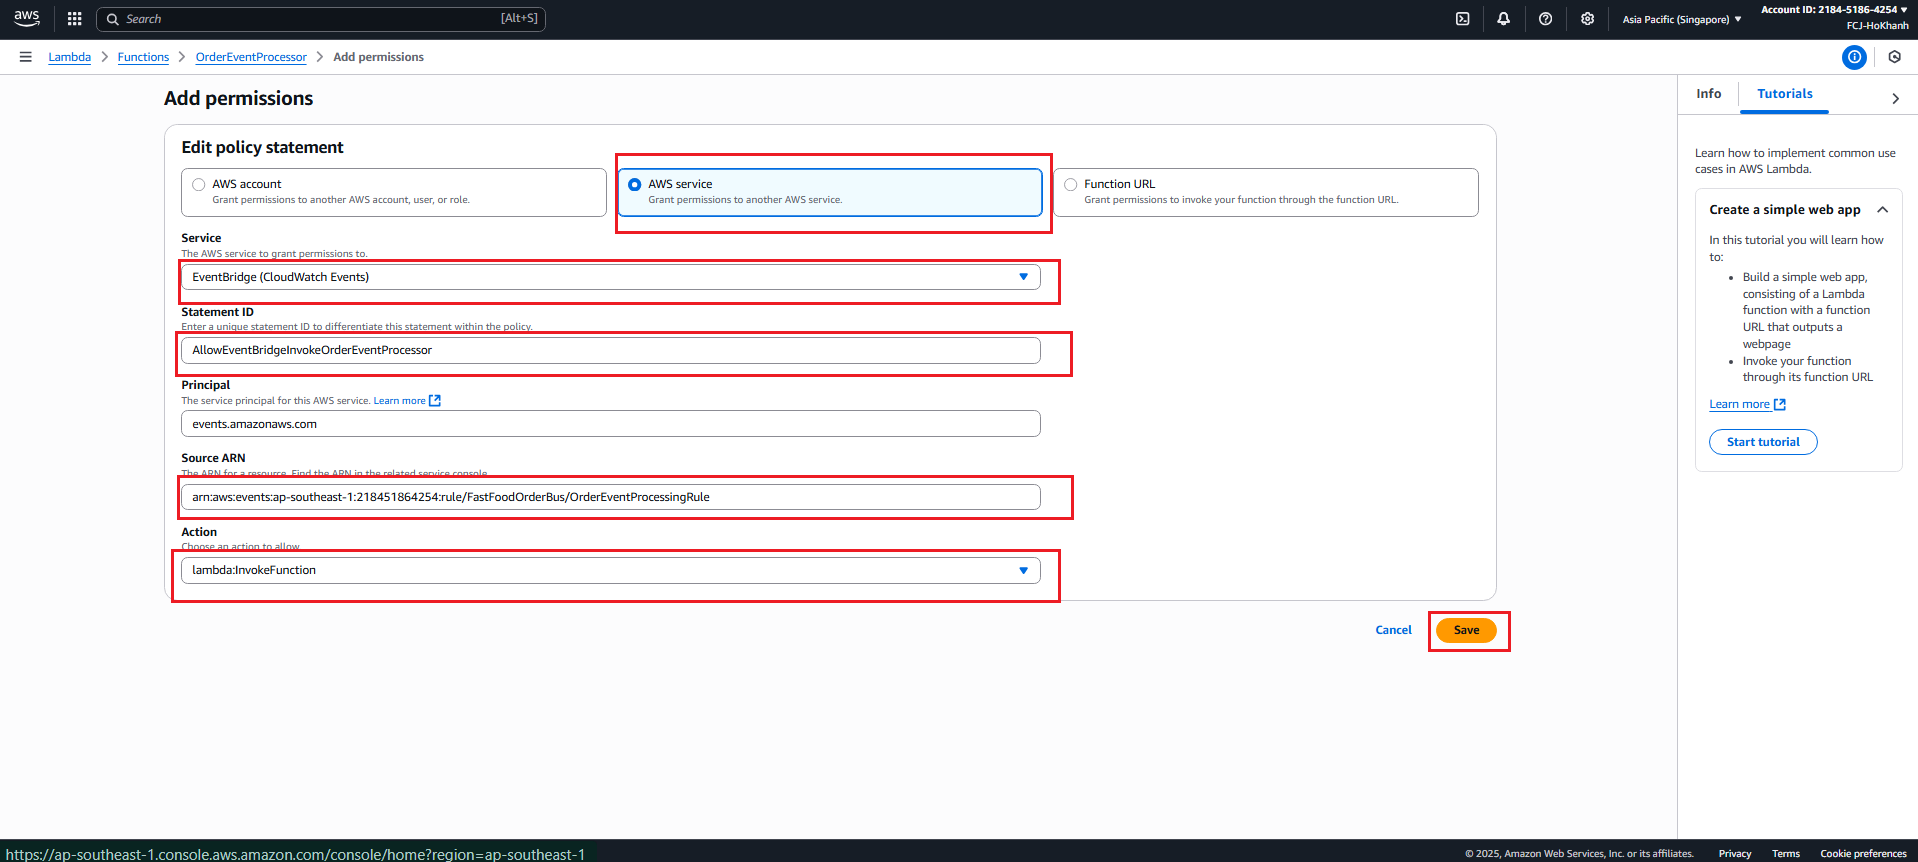 aws
Search
[Alt+S]
Asia Pacific (Singapore)
Account ID: 2184-5186-4254
FCJ-HoKhanh
Lambda
Functions
OrderEventProcessor
Add permissions
Info
Tutorials
Add permissions
Edit policy statement
AWS account
Grant permissions to another AWS account, user, or role.
AWS service
Grant permissions to another AWS service.
Function URL
Grant permissions to invoke your function through the function URL.
Service
The AWS service to grant permissions to.
EventBridge (CloudWatch Events)
Statement ID
Enter a unique statement ID to differentiate this statement within the policy.
AllowEventBridgeInvokeOrderEventProcessor
Principal
The service principal for this AWS service. Learn more
events.amazonaws.com
Source ARN
The ARN for a resource. Find the ARN in the related service console.
arn:aws:events:ap-southeast-1:218451864254:rule/FastFoodOrderBus/OrderEventProcessingRule
Action
Choose an action to allow.
lambda:InvokeFunction
Cancel
Save
Learn how to implement common use
cases in AWS Lambda.
Create a simple web app
In this tutorial you will learn how
to:
• Build a simple web app,
consisting of a Lambda
function with a function
URL that outputs a
webpage
• Invoke your function
through its function URL
Learn more
Start tutorial
https://ap-southeast-1.console.aws.amazon.com/console/home?region=ap-southeast-1
© 2025, Amazon Web Services, Inc. or its affiliates.
Privacy
Terms
Cookie preferences